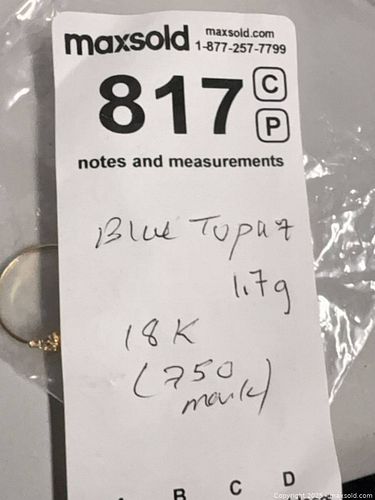 maxsold maxsold.com
1-877-257-7799
817 C
P
notes and measurements
Blue Topaz
1.7g
18K
(750
mark)
B C D
Copyright 2025 maxsold.com